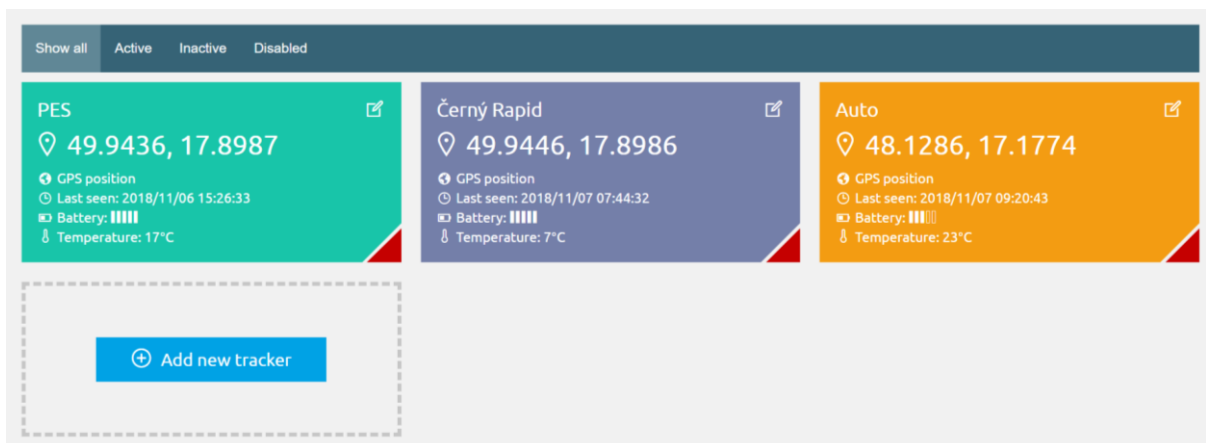 Show all Active Inactive Disabled
PES
49.9436, 17.8987
GPS position
Last seen: 2018/11/06 15:26:33
Battery:
Temperature: 17°C
Černý Rapid
49.9446, 17.8986
GPS position
Last seen: 2018/11/07 07:44:32
Battery:
Temperature: 7°C
Auto
48.1286, 17.1774
GPS position
Last seen: 2018/11/07 09:20:43
Battery:
Temperature: 23°C
Add new tracker